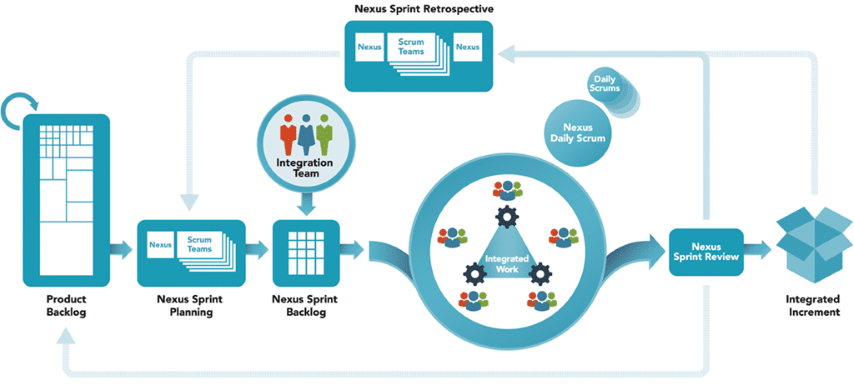 Nexus Sprint Retrospective
Nexus
Scrum
Teams
Nexus
Daily
Scrums
Nexus
Daily Scrum
Integration
Team
Nexus
Scrum
Teams
Integrated
Work
Nexus
Sprint Review
Product
Backlog
Nexus Sprint
Planning
Nexus Sprint
Backlog
Integrated
Increment